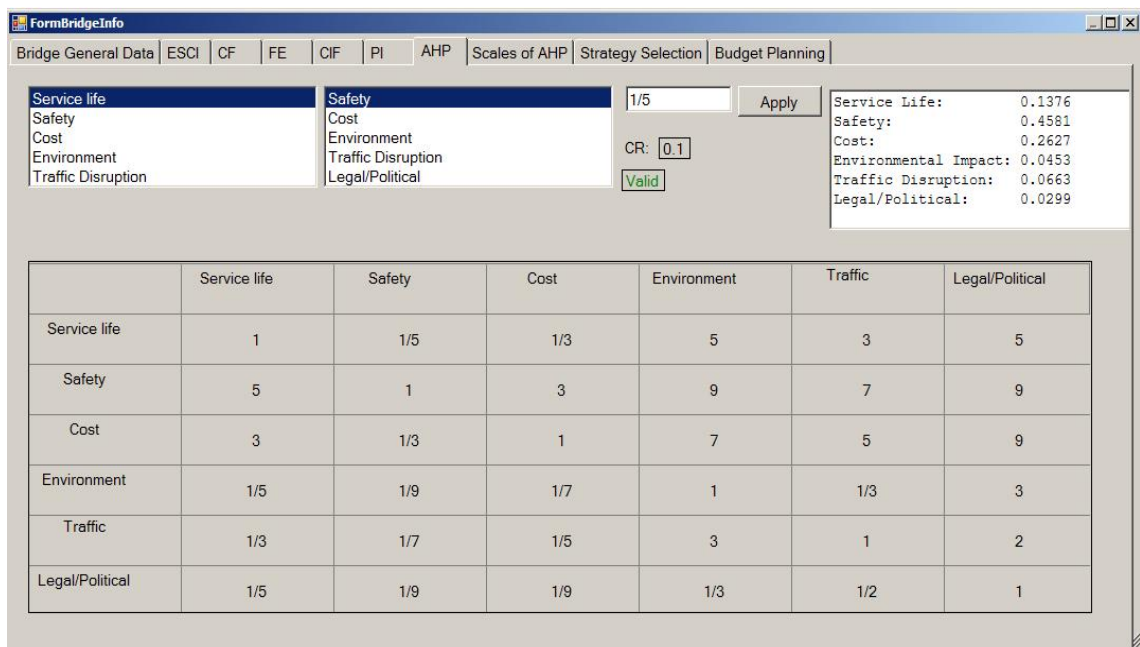 FormBridgeInfo
Bridge General Data ESCI CF FE CIF PI AHP Scales of AHP Strategy Selection Budget Planning
Service life
Safety
Cost
Environment
Traffic Disruption
Safety
Cost
Environment
Traffic Disruption
Legal/Political
1/5 Apply
CR: 0.1
Valid
Service Life: 0.1376
Safety: 0.4581
Cost: 0.2627
Environmental Impact: 0.0453
Traffic Disruption: 0.0663
Legal/Political: 0.0299
Service life Safety Cost Environment Traffic Legal/Political
Service life 1 1/5 1/3 5 3 5
Safety 5 1 3 9 7 9
Cost 3 1/3 1 7 5 9
Environment 1/5 1/9 1/7 1 1/3 3
Traffic 1/3 1/7 1/5 3 1 2
Legal/Political 1/5 1/9 1/9 1/3 1/2 1